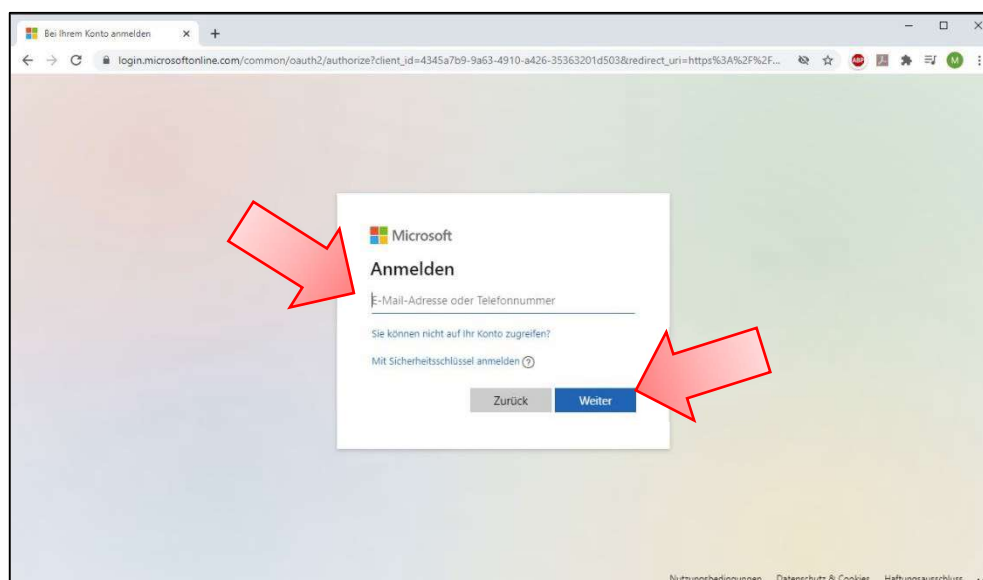 Bei Ihrem Konto anmelden
login.microsoftonline.com/common/oauth2/authorize?client_id=4345a7b9-9a63-4910-a426-35363201d503&redirect_uri=https%3A%2F%2F...
ABP
M
Microsoft
Anmelden
E-Mail-Adresse oder Telefonnummer
Sie können nicht auf Ihr Konto zugreifen?
Mit Sicherheitsschlüssel anmelden ?
Zurück Weiter
Nutzungsbedingungen Datenschutz & Cookies Haftungsausschluss